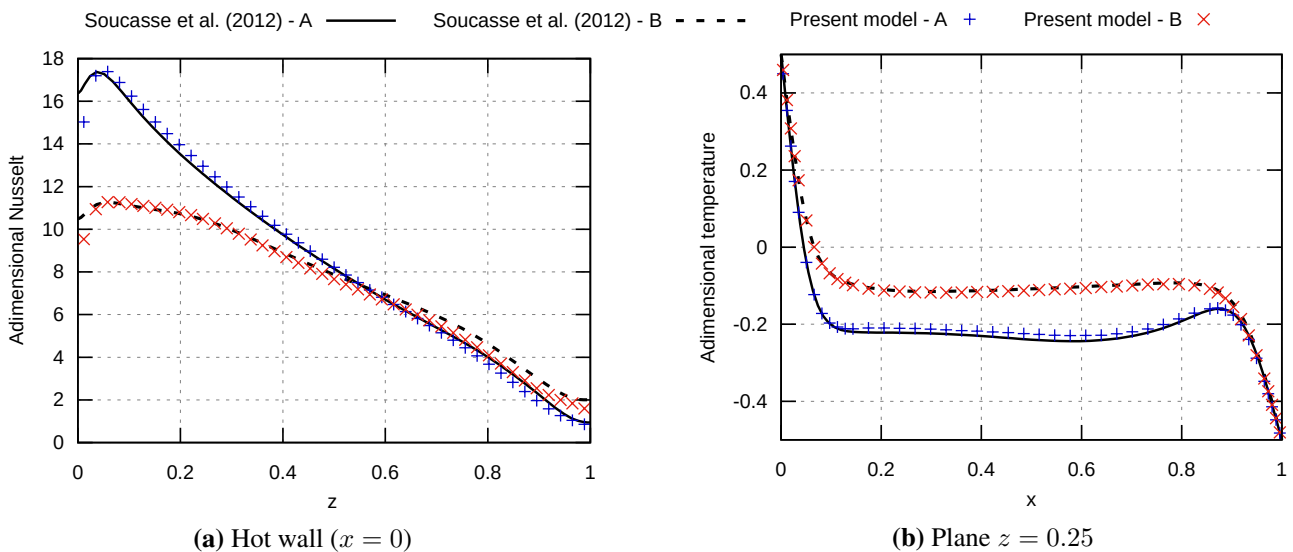 Soucasse et al. (2012) - A
Soucasse et al. (2012) - B
Present model - A
Present model - B
Adimensional Nusselt
18
16
14
12
10
8
6
4
2
0
0 0.2 0.4 0.6 0.8 1
z
(a) Hot wall (x = 0)
Adimensional temperature
0.4
0.2
0
-0.2
-0.4
0 0.2 0.4 0.6 0.8 1
x
(b) Plane z = 0.25